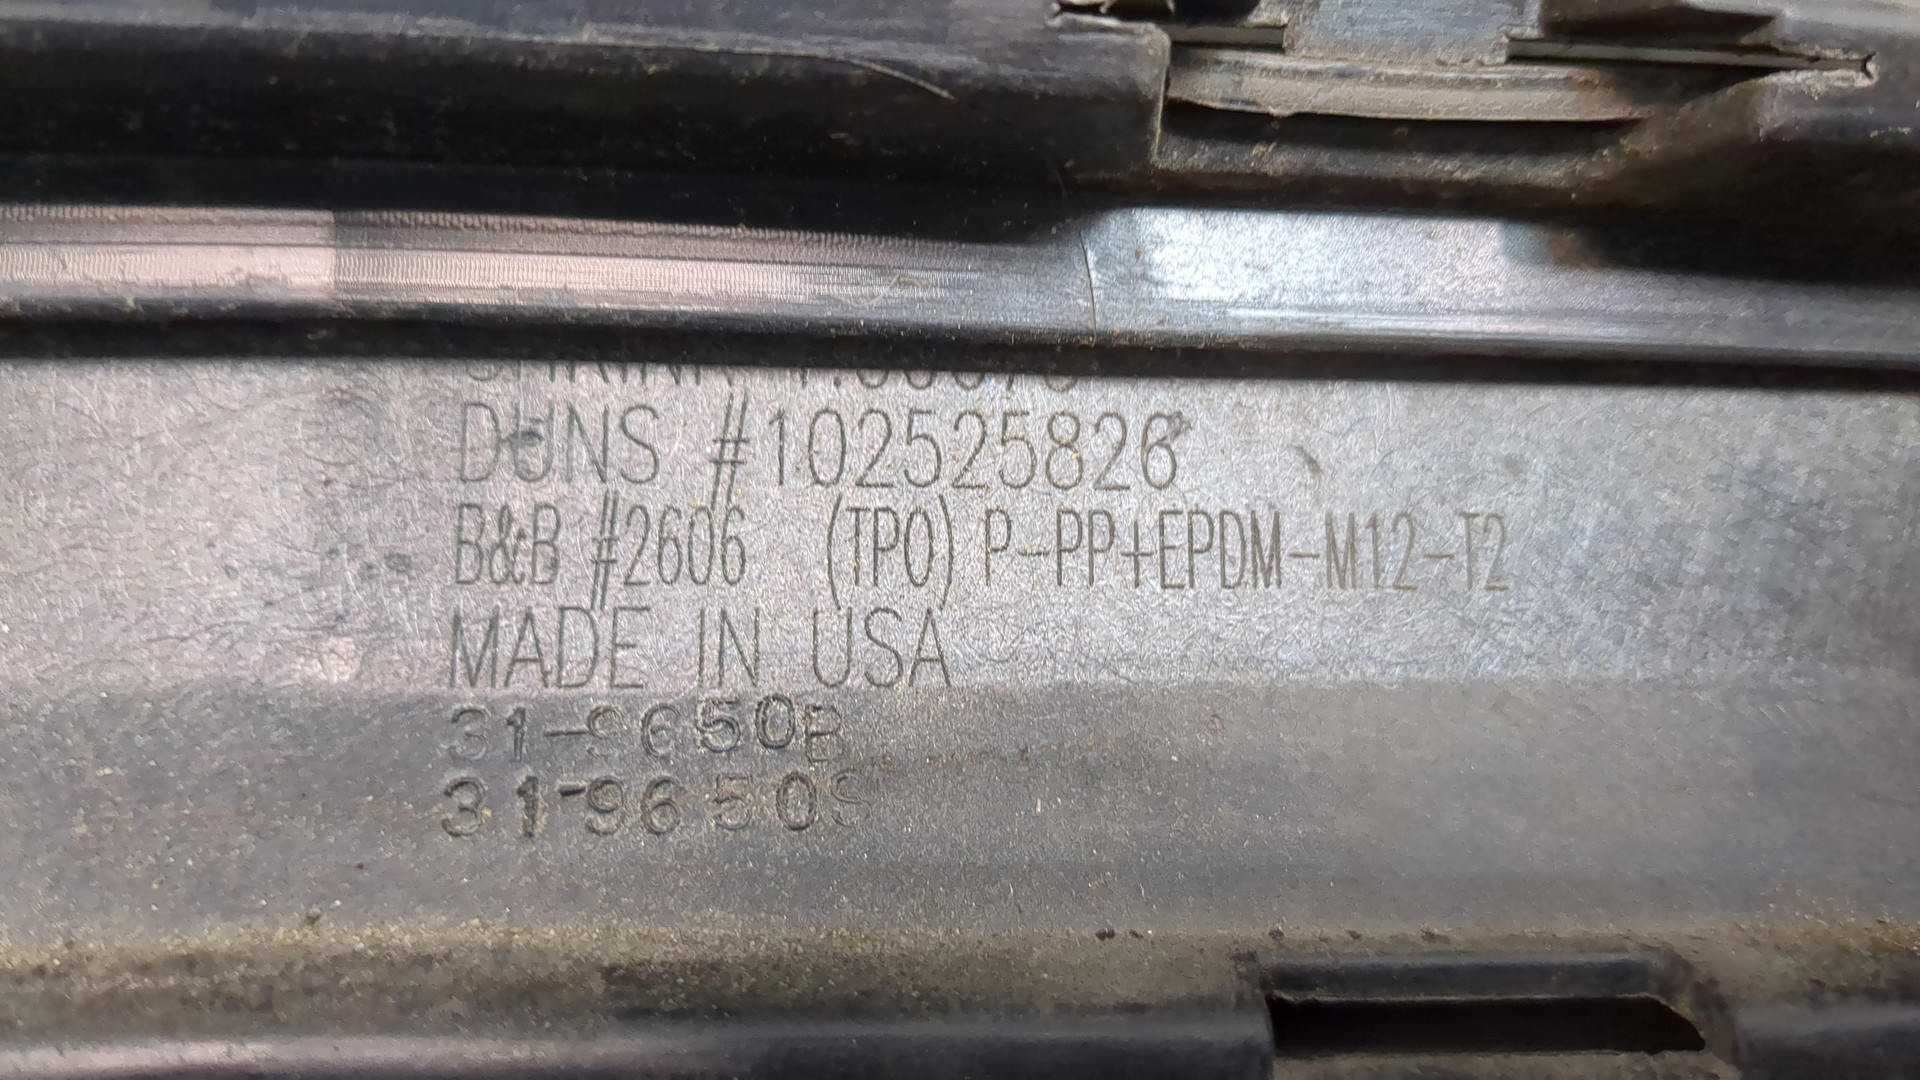 DUNS #102525826
B&B #2606 (TPO) P-PP+EPDM-M12-T2
MADE IN USA
31-9650B
31-9650S